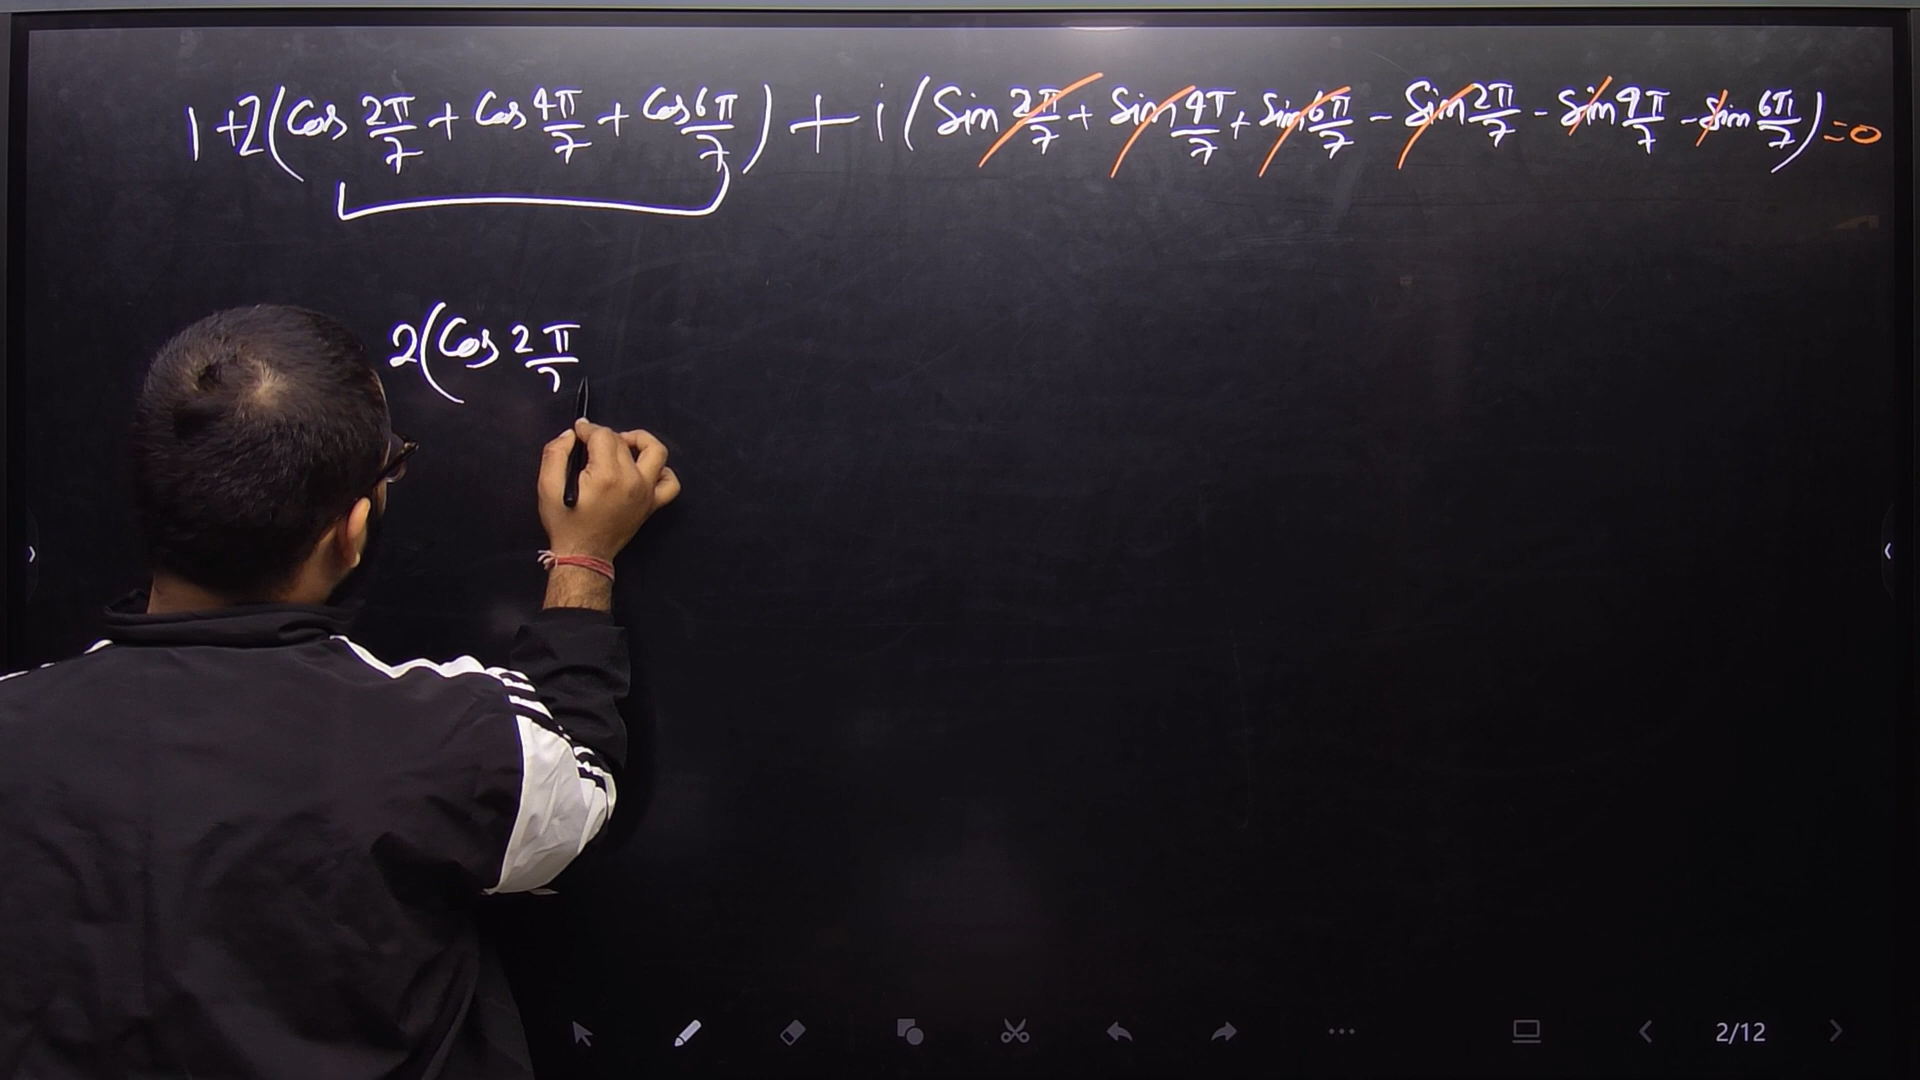 1+2(Cos 2π/7 + Cos 4π/7 + Cos 6π/7) + i (Sin 2π/7 + Sin 4π/7 + Sin 6π/7 - Sin 2π/7 - Sin 4π/7 - Sin 6π/7) = 0
2(Cos 2π/7
2/12